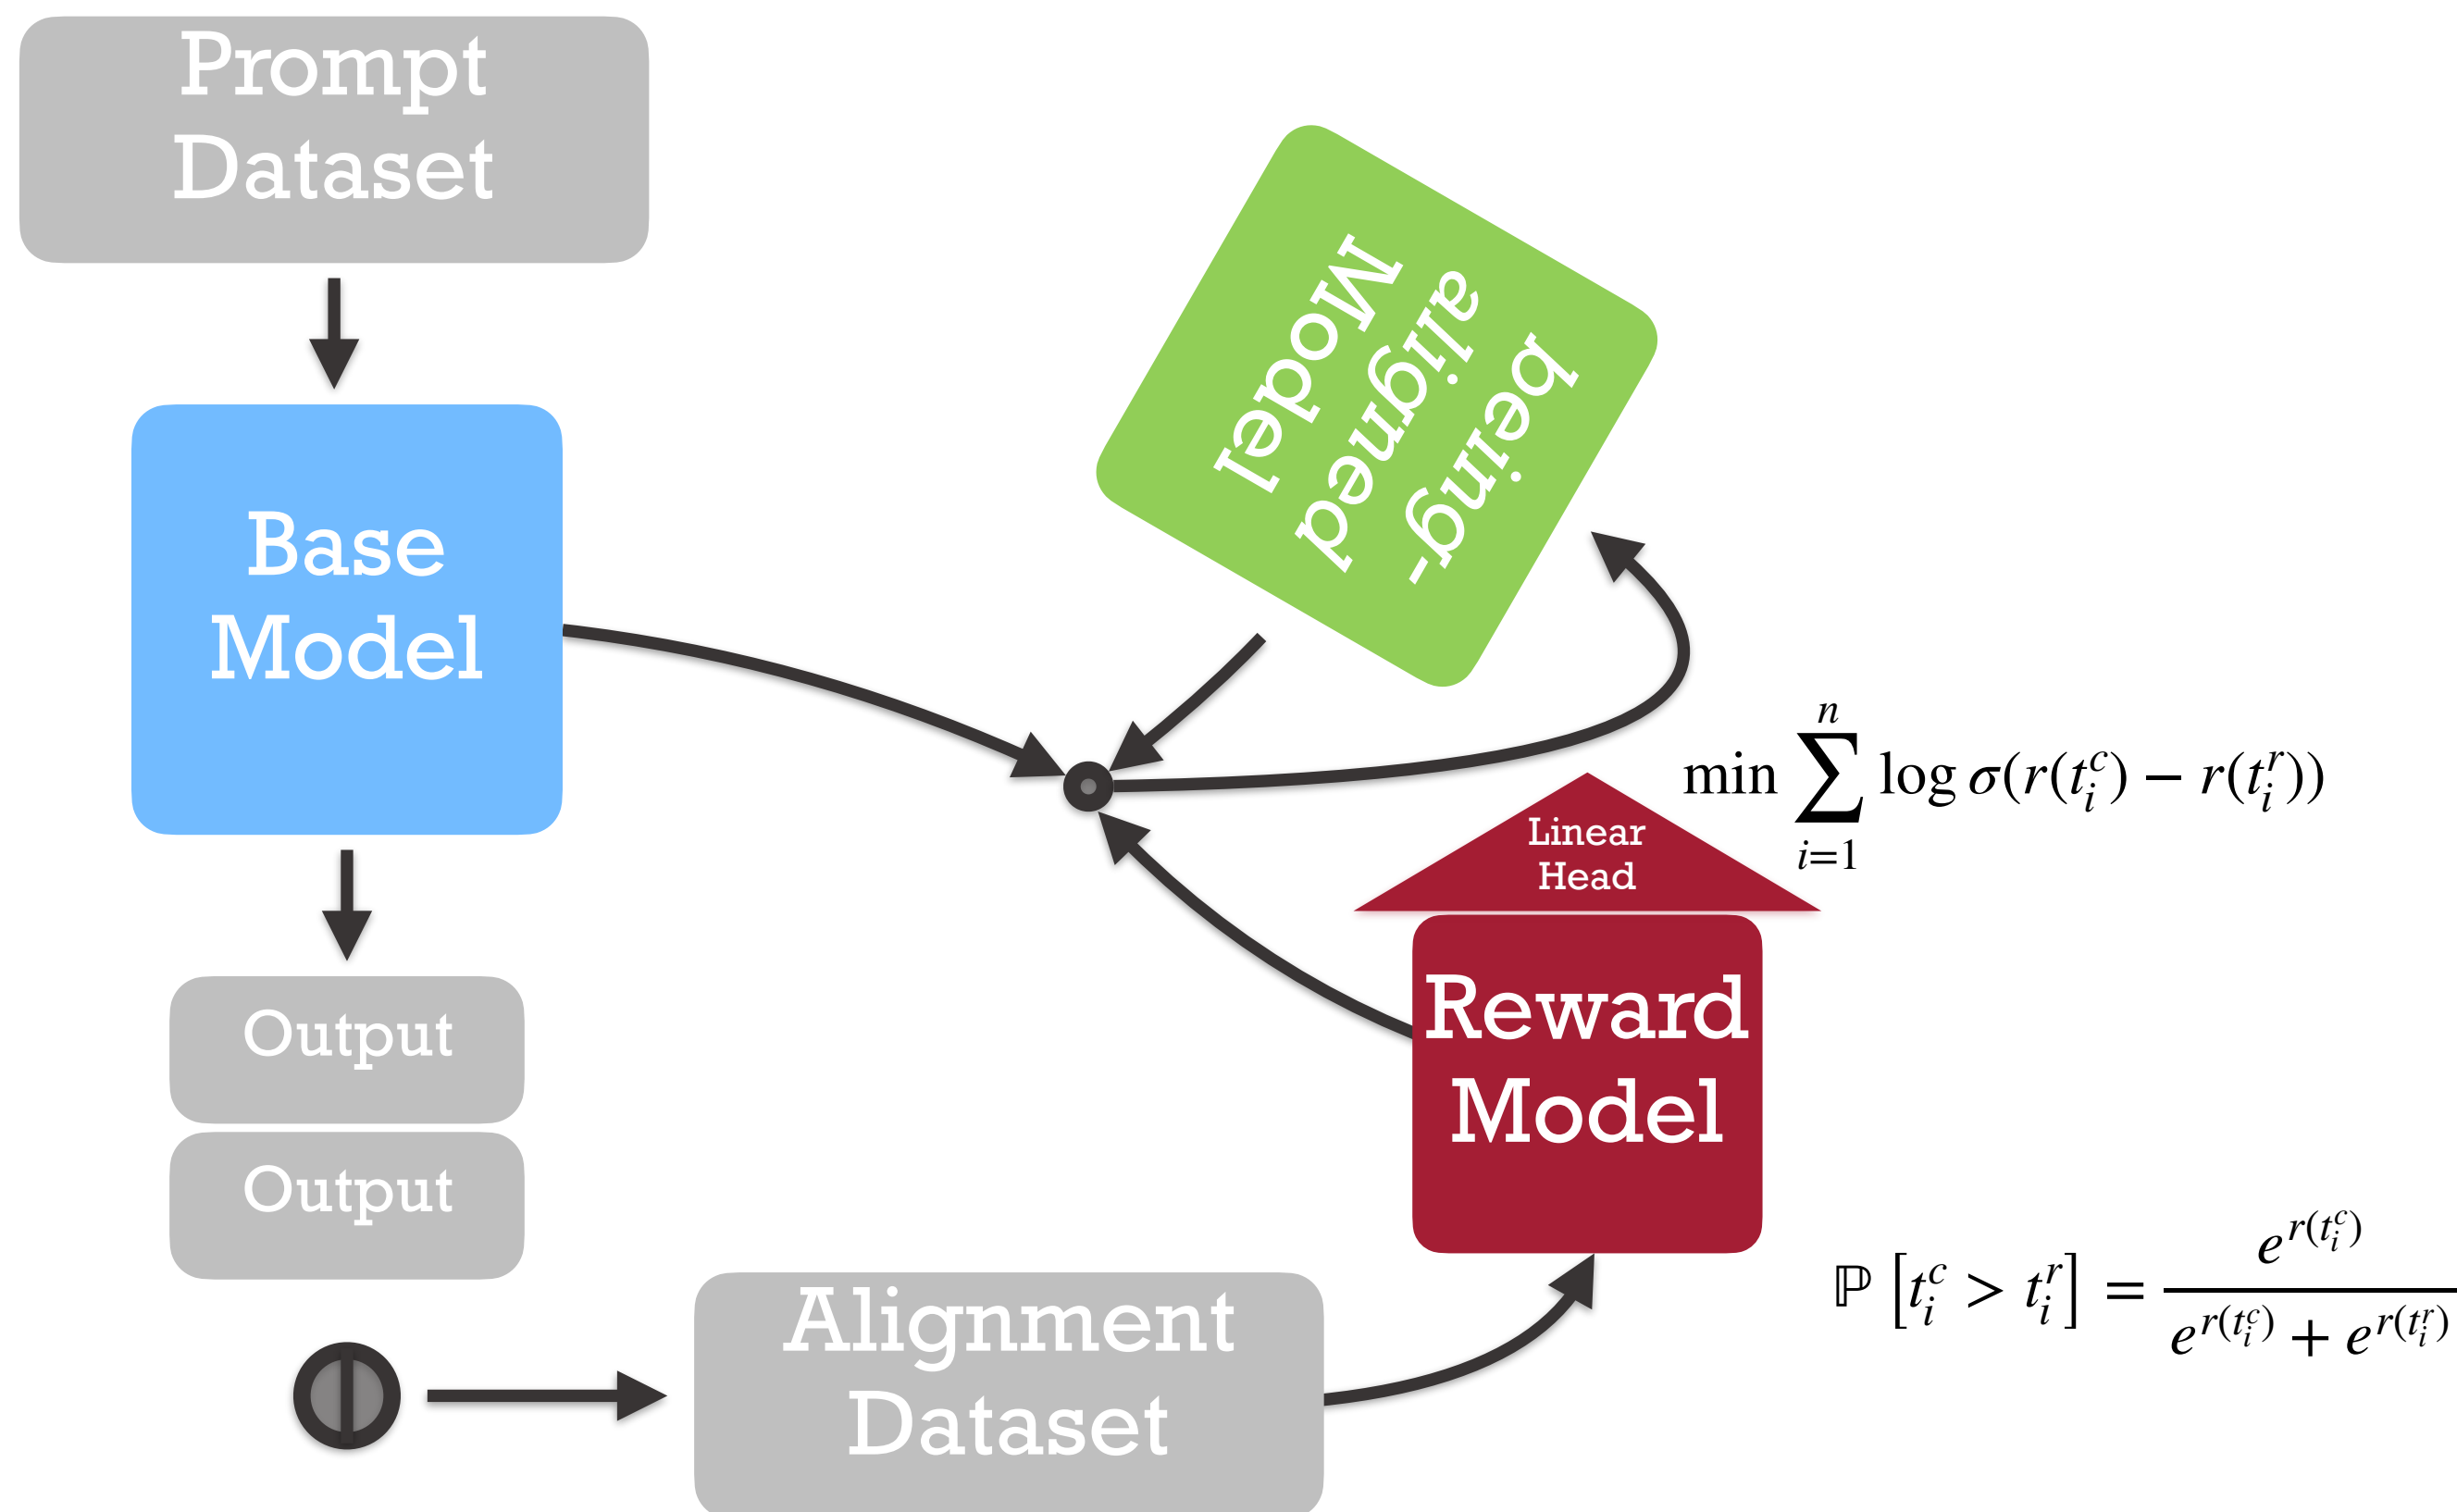 Prompt
Dataset
Base
Model
Output
Output
Alignment
Dataset
being-
aligned
Model
Linear
Head
Reward
Model
min ∑_{i=1}^{n} log σ(r(t_i^c) − r(t_i^r))
ℙ [t_i^c > t_i^r] = e^{r(t_i^c)} / (e^{r(t_i^c)} + e^{r(t_i^r)})